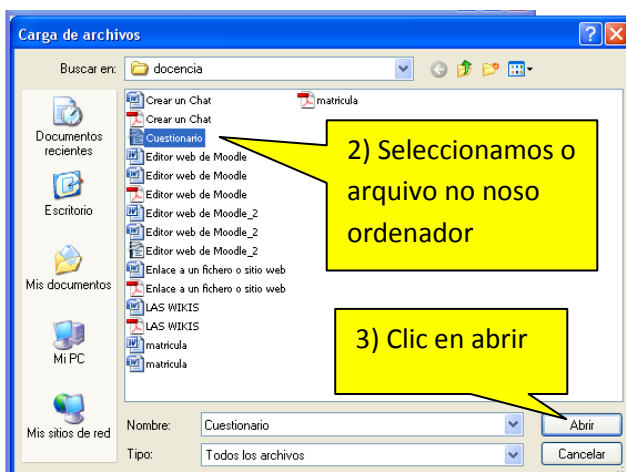 Carga de archivos
Buscar en:
docencia
Documentos
recientes
Escritorio
Mis documentos
Mi PC
Mis sitios de red
Crear un Chat
Crear un Chat
Cuestionario
Editor web de Moodle
Editor web de Moodle
Editor web de Moodle
Editor web de Moodle_2
Editor web de Moodle_2
Editor web de Moodle_2
Enlace a un fichero o sitio web
Enlace a un fichero o sitio web
LAS WIKIS
LAS WIKIS
matricula
matricula
matricula
2) Seleccionamos o
arquivo no noso
ordenador
3) Clic en abrir
Nombre:
Cuestionario
Abrir
Tipo:
Todos los archivos
Cancelar